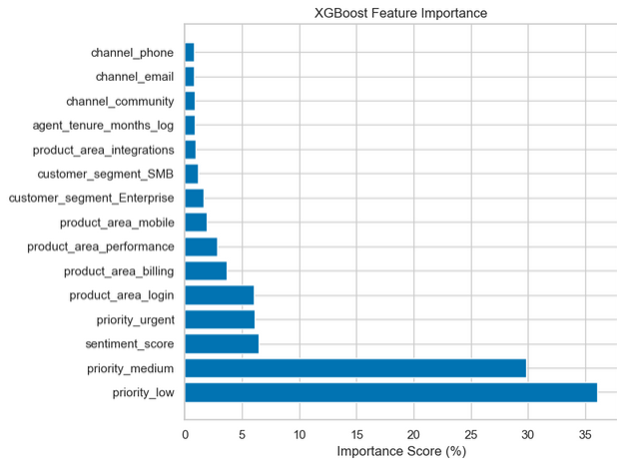 XGBoost Feature Importance
channel_phone
channel_email
channel_community
agent_tenure_months_log
product_area_integrations
customer_segment_SMB
customer_segment_Enterprise
product_area_mobile
product_area_performance
product_area_billing
product_area_login
priority_urgent
sentiment_score
priority_medium
priority_low
0 5 10 15 20 25 30 35
Importance Score (%)